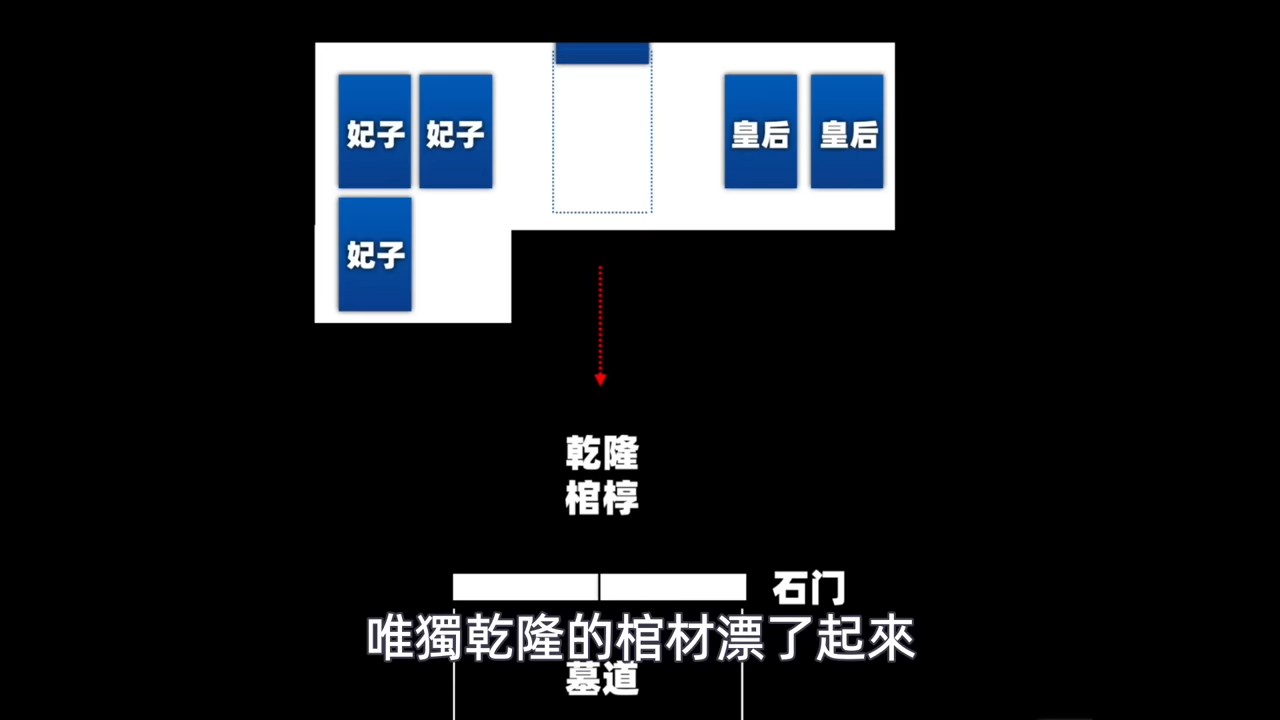 妃子 妃子 皇后 皇后
妃子
乾隆
棺椁
石门
唯獨乾隆的棺材漂了起來
墓道